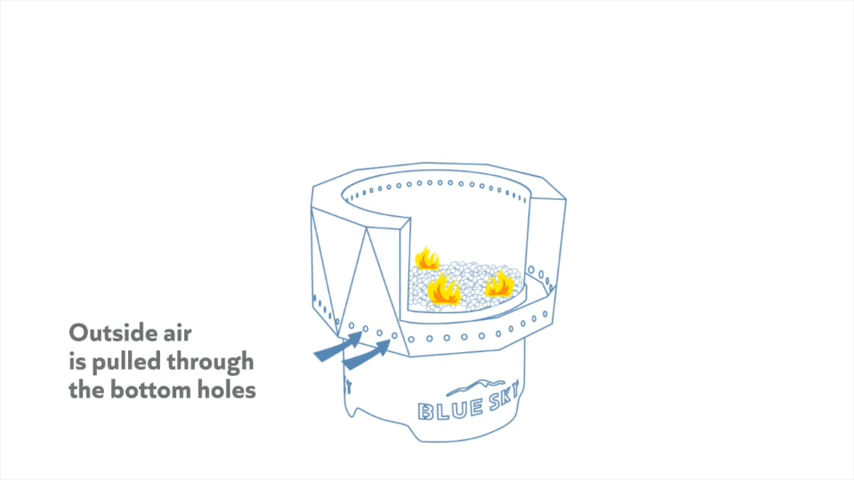 Outside air
is pulled through
the bottom holes
BLUE SKY